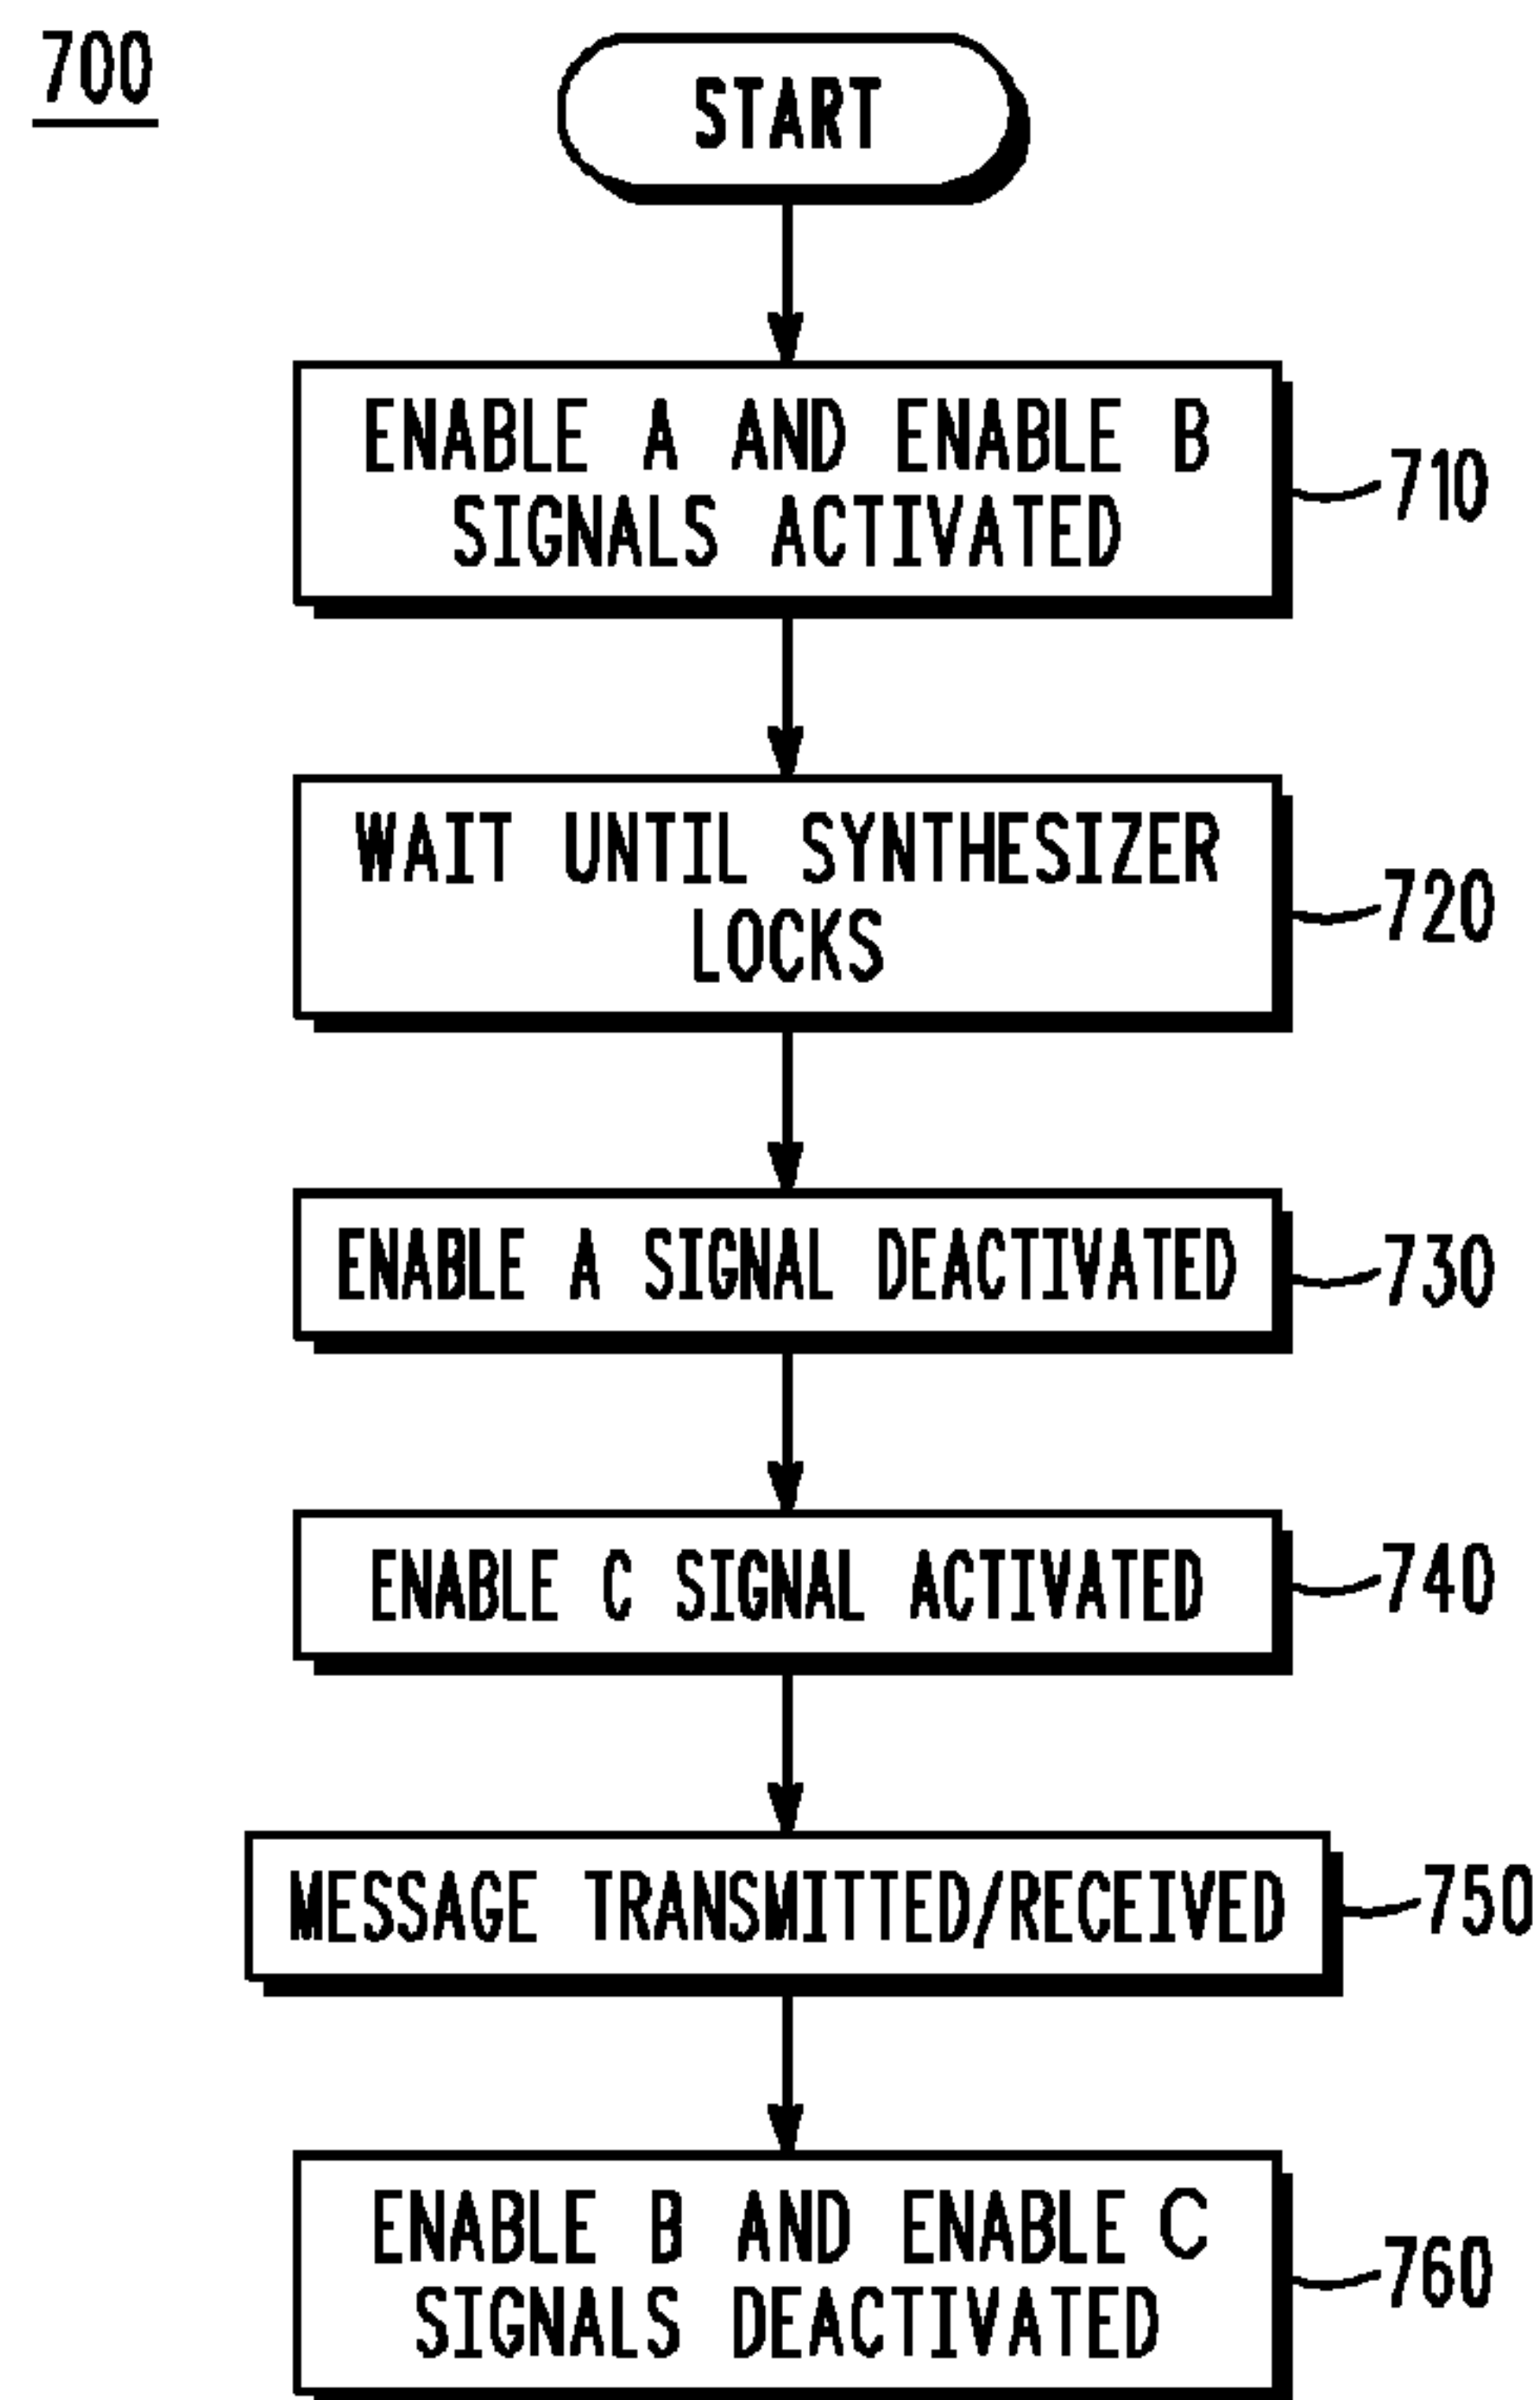 700
START
ENABLE A AND ENABLE B
SIGNALS ACTIVATED
710
WAIT UNTIL SYNTHESIZER
LOCKS
720
ENABLE A SIGNAL DEACTIVATED
730
ENABLE C SIGNAL ACTIVATED
740
MESSAGE TRANSMITTED/RECEIVED
750
ENABLE B AND ENABLE C
SIGNALS DEACTIVATED
760